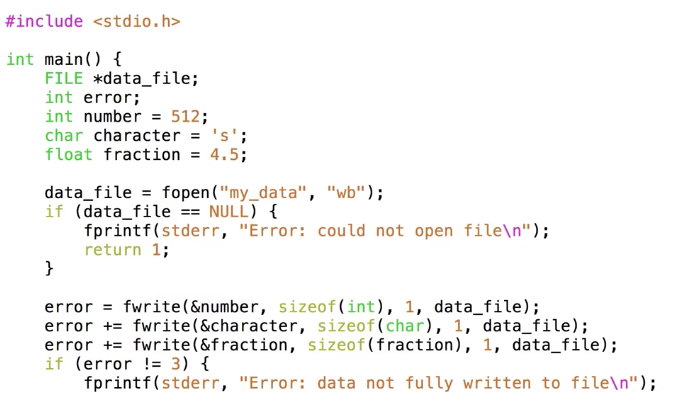 #include <stdio.h>

int main() {
    FILE *data_file;
    int error;
    int number = 512;
    char character = 's';
    float fraction = 4.5;

    data_file = fopen("my_data", "wb");
    if (data_file == NULL) {
        fprintf(stderr, "Error: could not open file\n");
        return 1;
    }

    error = fwrite(&number, sizeof(int), 1, data_file);
    error += fwrite(&character, sizeof(char), 1, data_file);
    error += fwrite(&fraction, sizeof(fraction), 1, data_file);
    if (error != 3) {
        fprintf(stderr, "Error: data not fully written to file\n");